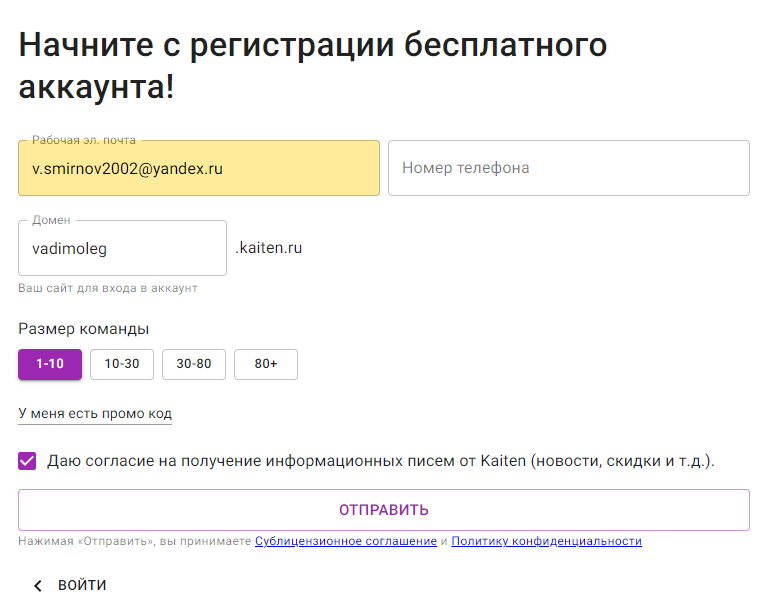 Начните с регистрации бесплатного
аккаунта!
Рабочая эл. почта
v.smirnov2002@yandex.ru
Номер телефона
Домен
vadimoleg
.kaiten.ru
Ваш сайт для входа в аккаунт
Размер команды
1-10 10-30 30-80 80+
У меня есть промо код
Даю согласие на получение информационных писем от Kaiten (новости, скидки и т.д.).
ОТПРАВИТЬ
Нажимая «Отправить», вы принимаете Сублицензионное соглашение и Политику конфиденциальности
ВОЙТИ